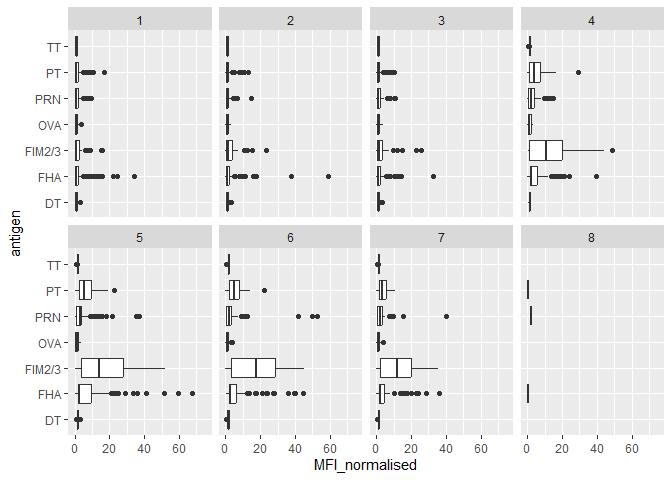 1 2 3 4
TT
PT
PRN
OVA
FIM2/3
FHA
DT
antigen
5 6 7 8
TT
PT
PRN
OVA
FIM2/3
FHA
DT
0 20 40 60 0 20 40 60 0 20 40 60 0 20 40 60
MFI_normalised